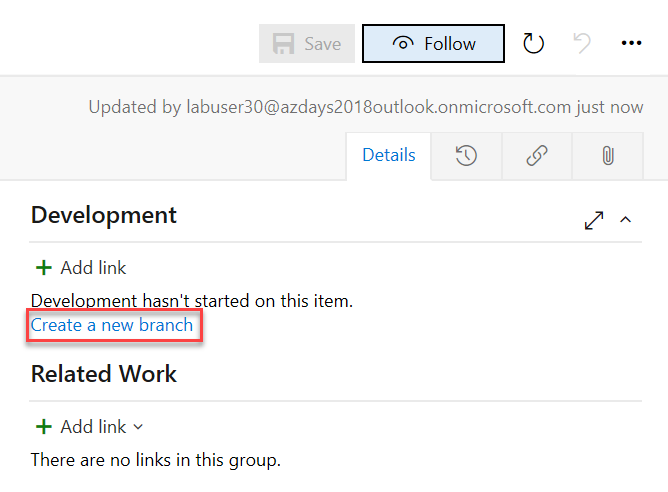 Save
Follow
Updated by labuser30@azdays2018outlook.onmicrosoft.com just now
Details
Development
Add link
Development hasn't started on this item.
Create a new branch
Related Work
Add link
There are no links in this group.